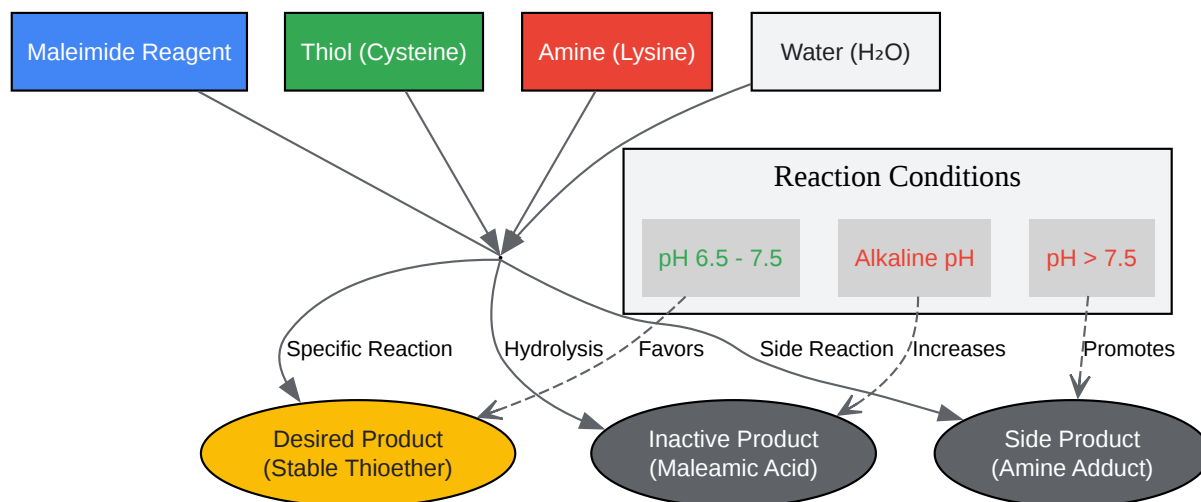 Maleimide Reagent
Thiol (Cysteine)
Amine (Lysine)
Water (H₂O)
Reaction Conditions
pH 6.5 - 7.5
Alkaline pH
pH > 7.5
Specific Reaction
Hydrolysis
Favors
Side Reaction
Increases
Promotes
Desired Product
(Stable Thioether)
Inactive Product
(Maleamic Acid)
Side Product
(Amine Adduct)